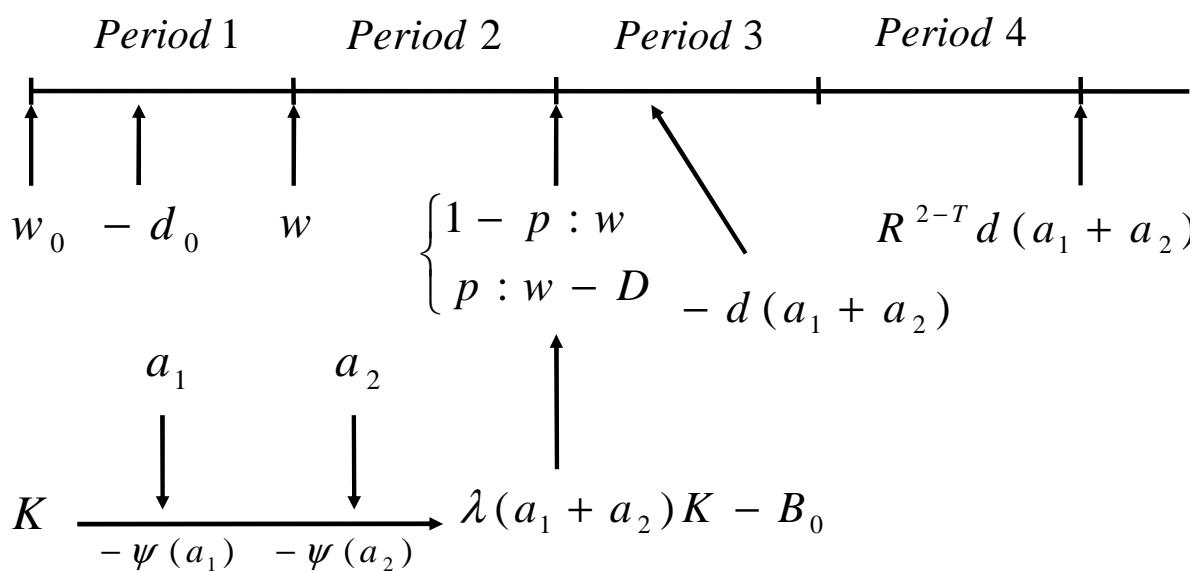 Period 1 Period 2 Period 3 Period 4
w₀ − d₀ w { 1 − p : w R²⁻ᵀ d (a₁ + a₂)
p : w − D − d (a₁ + a₂)
a₁ a₂
K λ(a₁ + a₂)K − B₀
− ψ (a₁) − ψ (a₂)